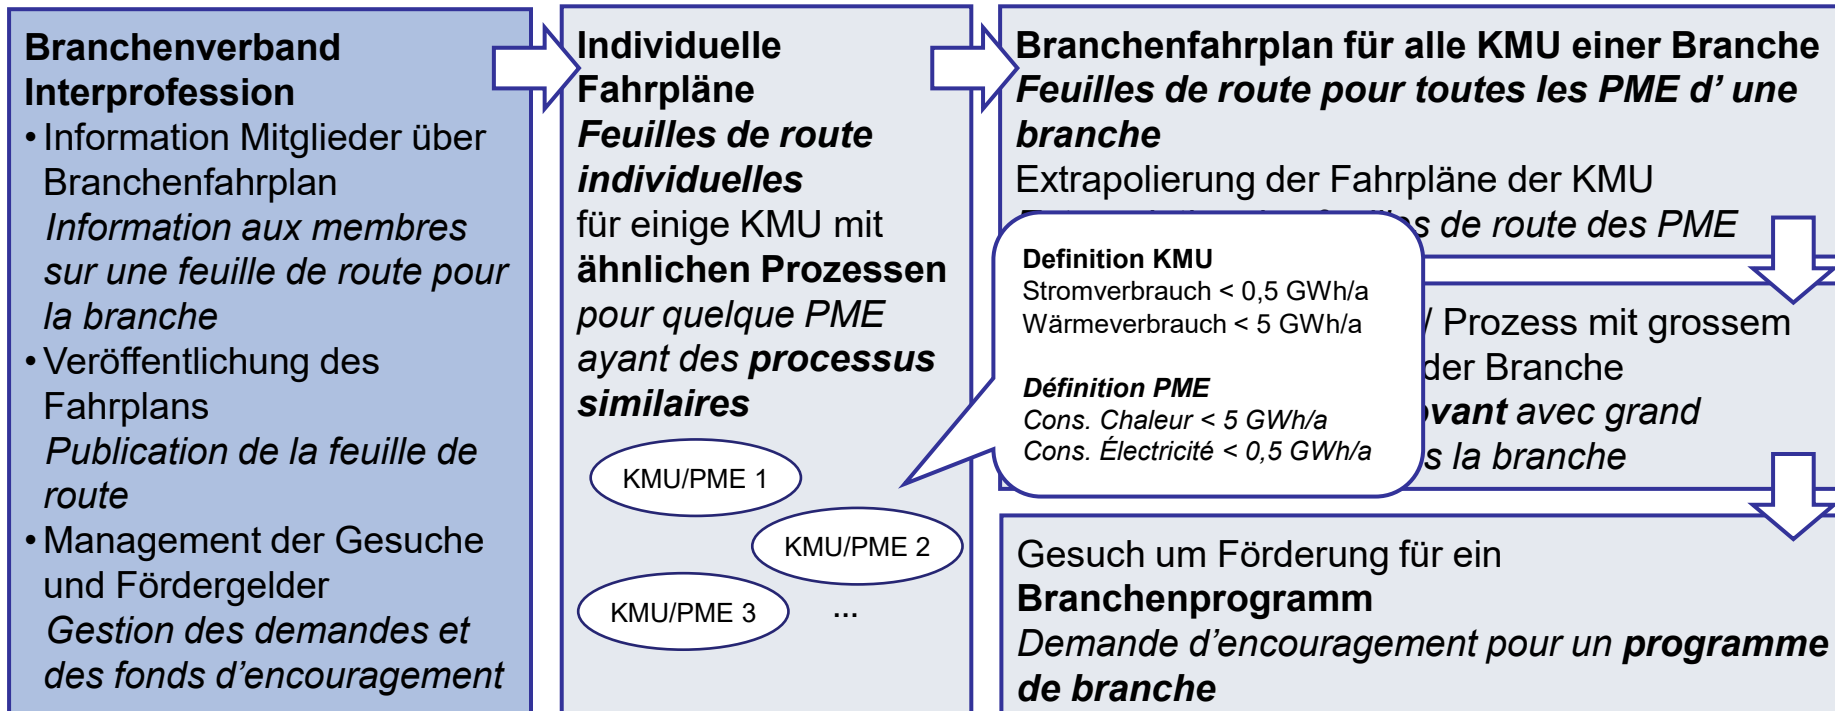 Branchenverband
Interprofession
• Information Mitglieder über
Branchenfahrplan
Information aux membres
sur une feuille de route pour
la branche
• Veröffentlichung des
Fahrplans
Publication de la feuille de
route
• Management der Gesuche
und Fördergelder
Gestion des demandes et
des fonds d’encouragement
Individuelle
Fahrpläne
Feuilles de route
individuelles
für einige KMU mit
ähnlichen Prozessen
pour quelque PME
ayant des processus
similaires
KMU/PME 1
KMU/PME 2
KMU/PME 3
...
Branchenfahrplan für alle KMU einer Branche
Feuilles de route pour toutes les PME d’ une
branche
Extrapolierung der Fahrpläne der KMU
de route des PME
Definition KMU
Stromverbrauch < 0,5 GWh/a
Wärmeverbrauch < 5 GWh/a
Définition PME
Cons. Chaleur < 5 GWh/a
Cons. Électricité < 0,5 GWh/a
/ Prozess mit grossem
der Branche
avec grand
la branche
Gesuch um Förderung für ein
Branchenprogramm
Demande d’encouragement pour un programme
de branche